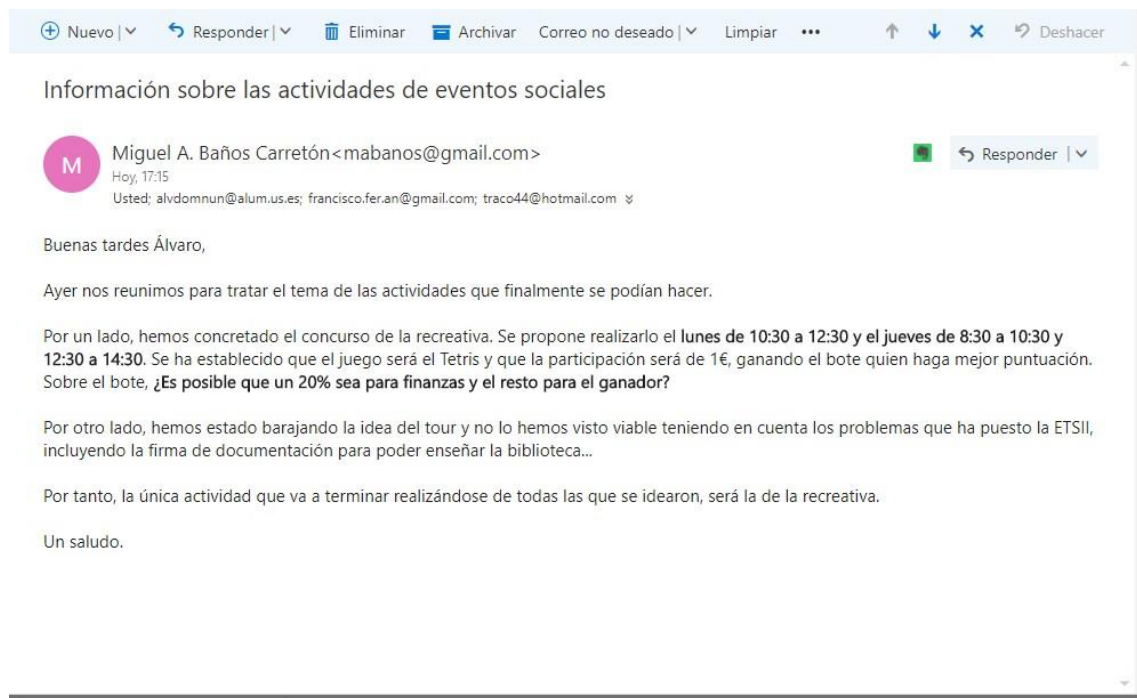 Nuevo | Responder | Eliminar Archivar Correo no deseado | Limpiar ••• Deshacer
Información sobre las actividades de eventos sociales
M
Miguel A. Baños Carretón<mabanos@gmail.com>
Responder |
Hoy, 17:15
Usted; alvdomnun@alum.us.es; francisco.fer.an@gmail.com; traco44@hotmail.com
Buenas tardes Álvaro,
Ayer nos reunimos para tratar el tema de las actividades que finalmente se podían hacer.
Por un lado, hemos concretado el concurso de la recreativa. Se propone realizarlo el lunes de 10:30 a 12:30 y el jueves de 8:30 a 10:30 y
12:30 a 14:30. Se ha establecido que el juego será el Tetris y que la participación será de 1€, ganando el bote quien haga mejor puntuación.
Sobre el bote, ¿Es posible que un 20% sea para finanzas y el resto para el ganador?
Por otro lado, hemos estado barajando la idea del tour y no lo hemos visto viable teniendo en cuenta los problemas que ha puesto la ETSII,
incluyendo la firma de documentación para poder enseñar la biblioteca...
Por tanto, la única actividad que va a terminar realizándose de todas las que se idearon, será la de la recreativa.
Un saludo.